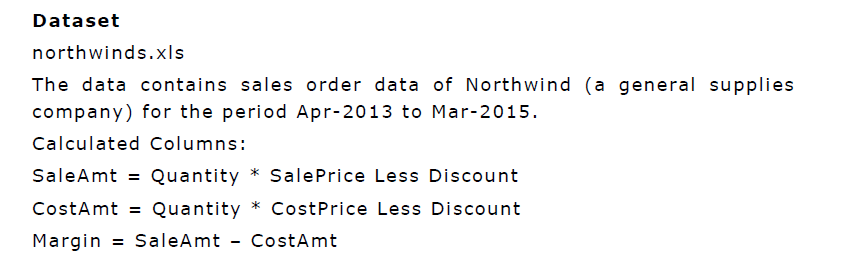 Dataset
northwinds.xls
The data contains sales order data of Northwind (a general supplies
company) for the period Apr-2013 to Mar-2015.
Calculated Columns:
SaleAmt = Quantity * SalePrice Less Discount
CostAmt = Quantity * CostPrice Less Discount
Margin = SaleAmt – CostAmt